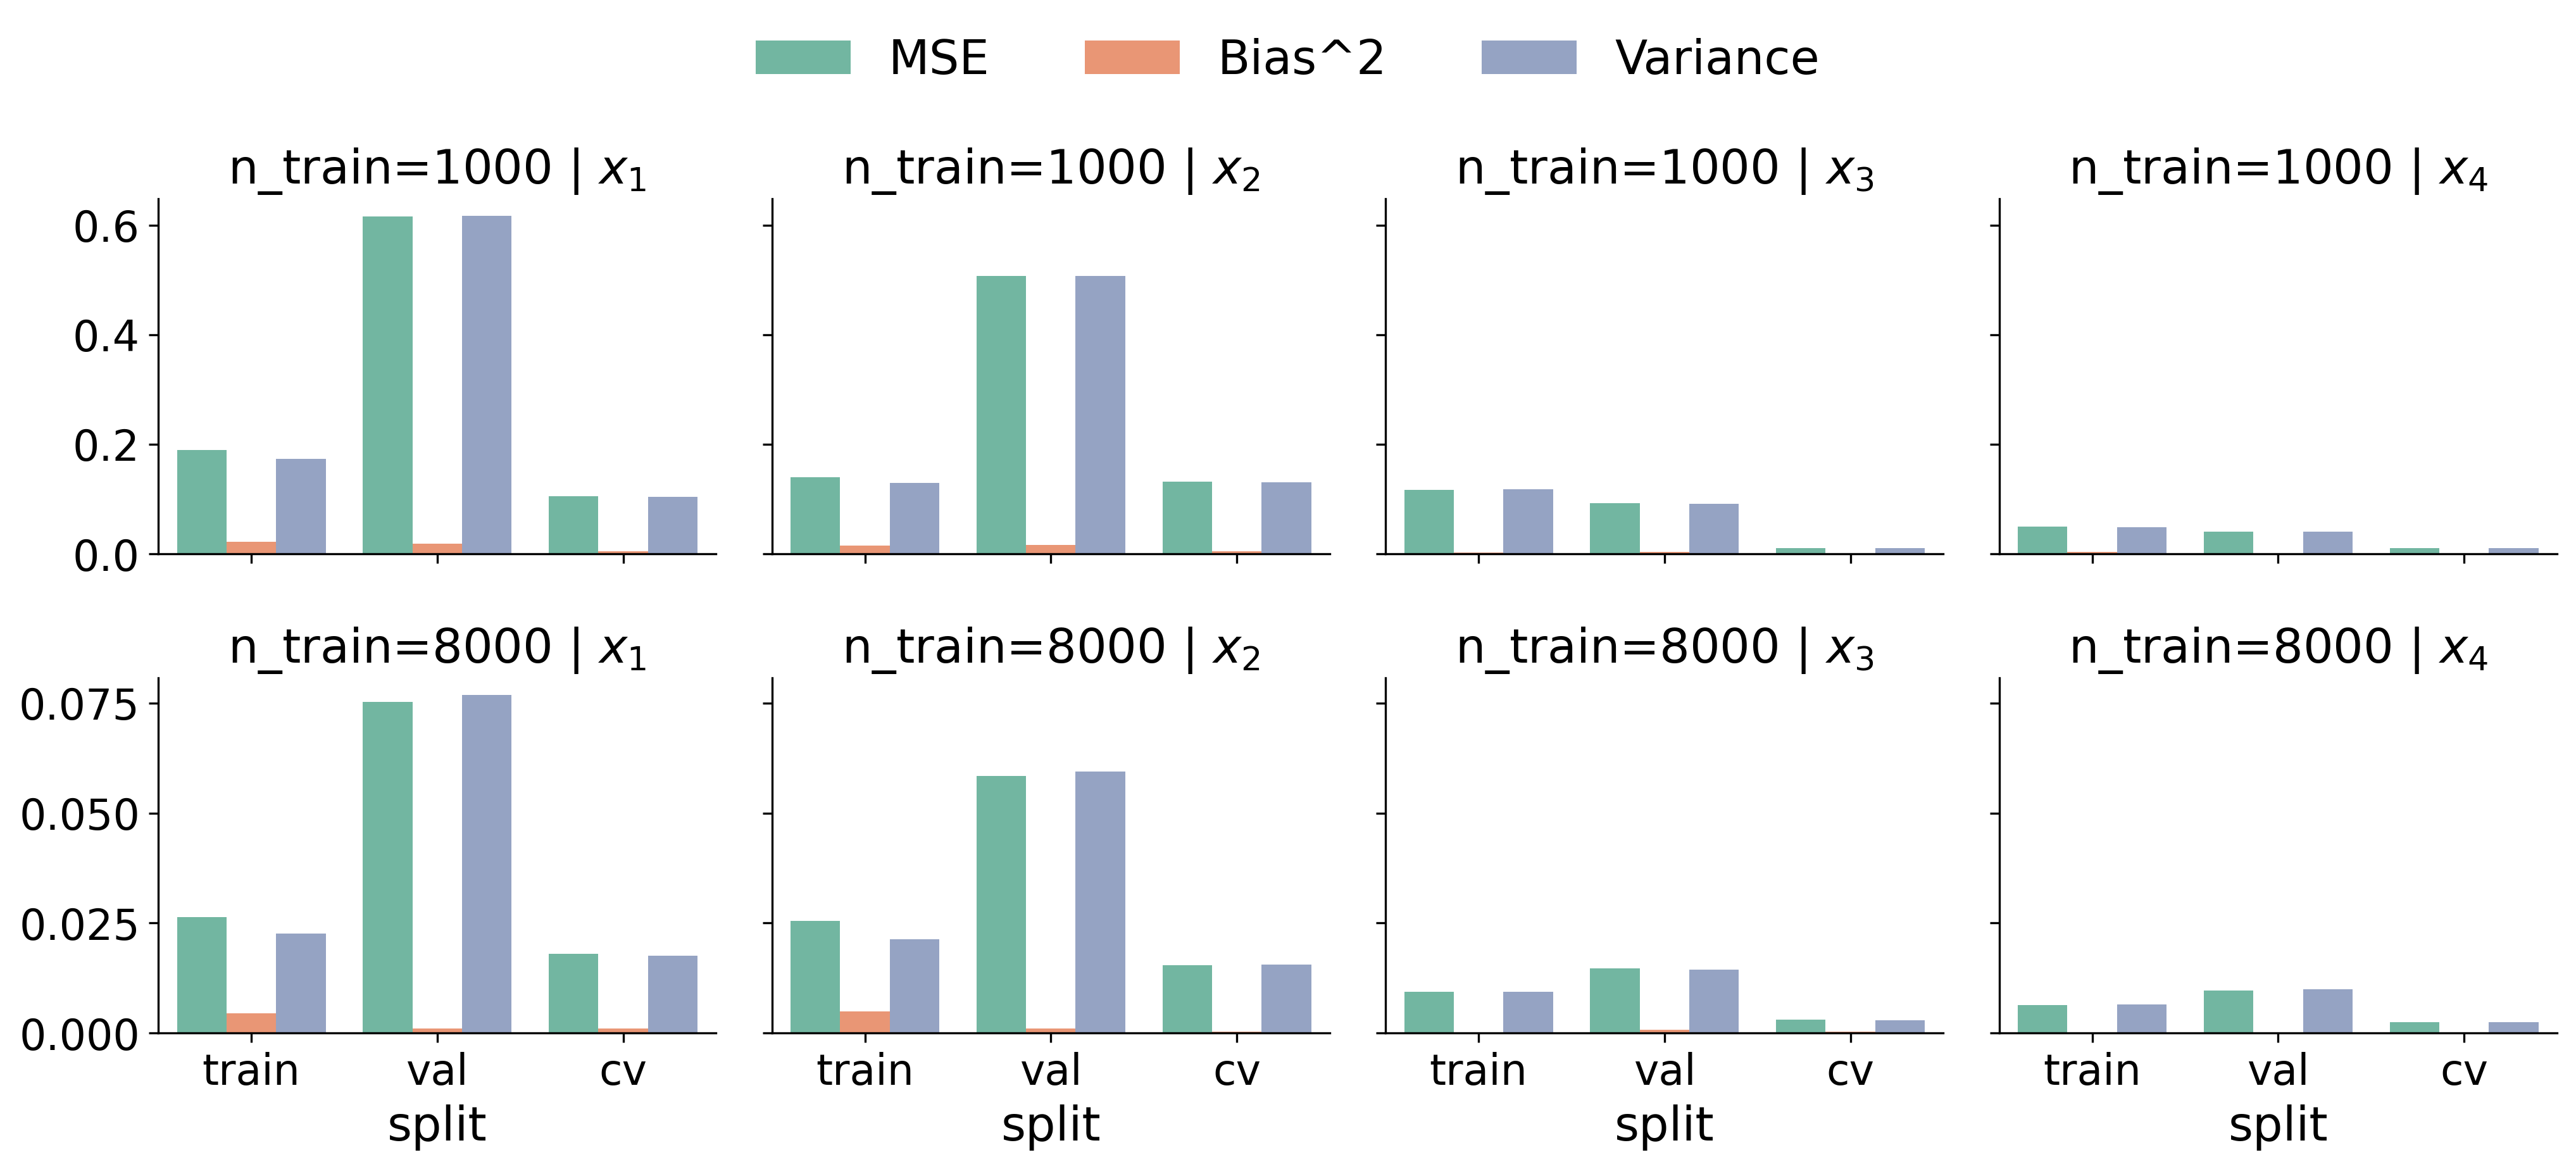 MSE Bias^2 Variance
n_train=1000 | x₁ n_train=1000 | x₂ n_train=1000 | x₃ n_train=1000 | x₄
0.6
0.4
0.2
0.0
n_train=8000 | x₁ n_train=8000 | x₂ n_train=8000 | x₃ n_train=8000 | x₄
0.075
0.050
0.025
0.000
train val cv train val cv train val cv train val cv
split split split split